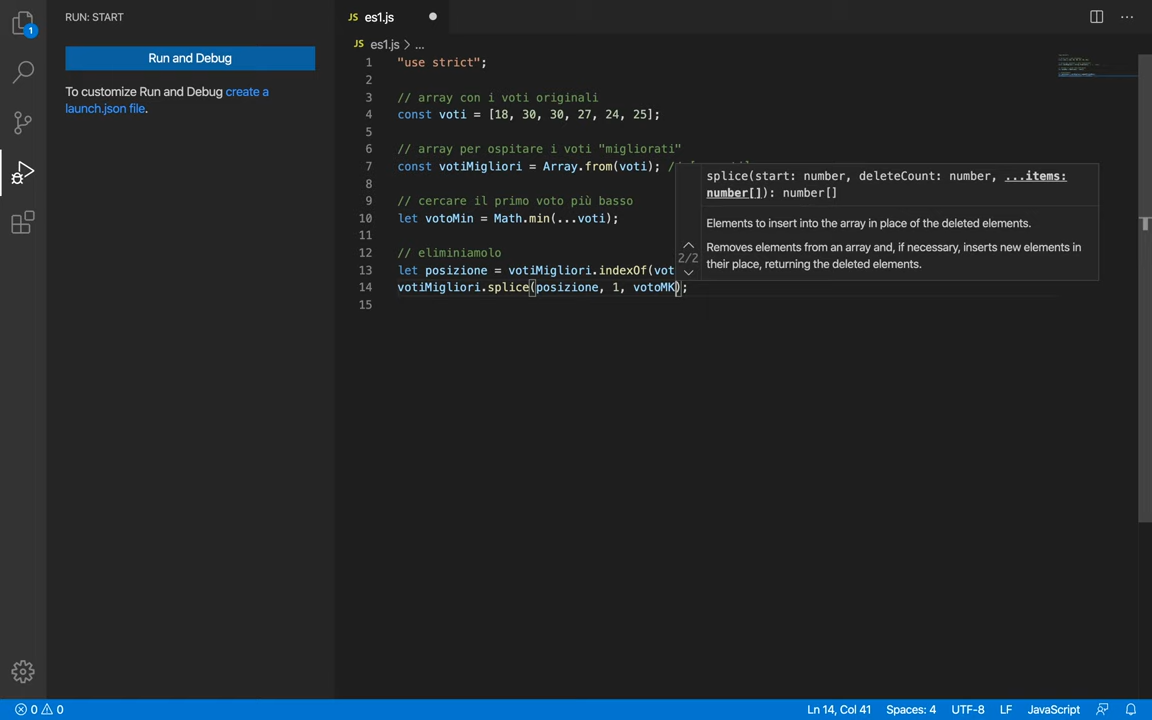 RUN: START
Run and Debug
To customize Run and Debug create a
launch.json file.
1
JS es1.js
JS es1.js > ...
1 "use strict";
2
3 // array con i voti originali
4 const voti = [18, 30, 30, 27, 24, 25];
5
6 // array per ospitare i voti "migliorati"
7 const votiMigliori = Array.from(voti); //
8
9 // cercare il primo voto più basso
10 let votoMin = Math.min(...voti);
11
12 // eliminiamolo
13 let posizione = votiMigliori.indexOf(vot
14 votiMigliori.splice(posizione, 1, votoMK);
15
splice(start: number, deleteCount: number, ...items:
number[]): number[]
Elements to insert into the array in place of the deleted elements.
2/2
Removes elements from an array and, if necessary, inserts new elements in
their place, returning the deleted elements.
0 0
Ln 14, Col 41 Spaces: 4 UTF-8 LF JavaScript